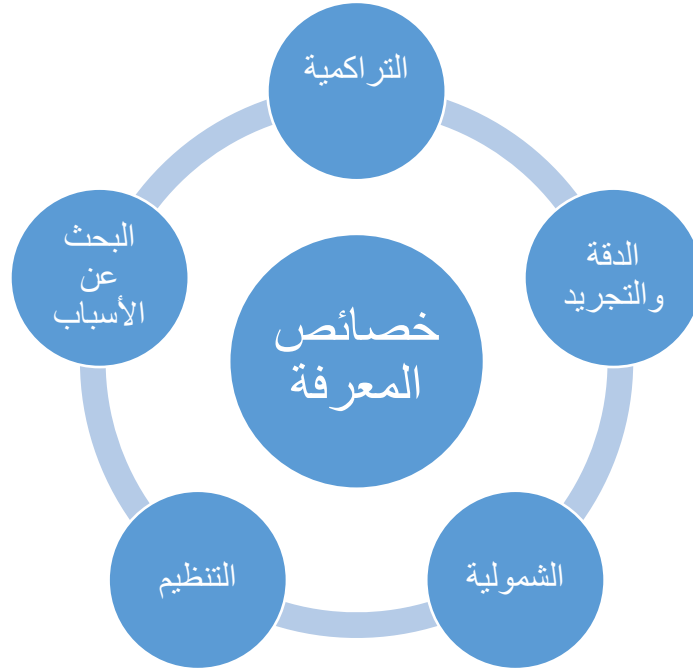 التراكمية
الدقة
والتجريد
الشمولية
التنظيم
البحث
عن
الأسباب
خصائص
المعرفة